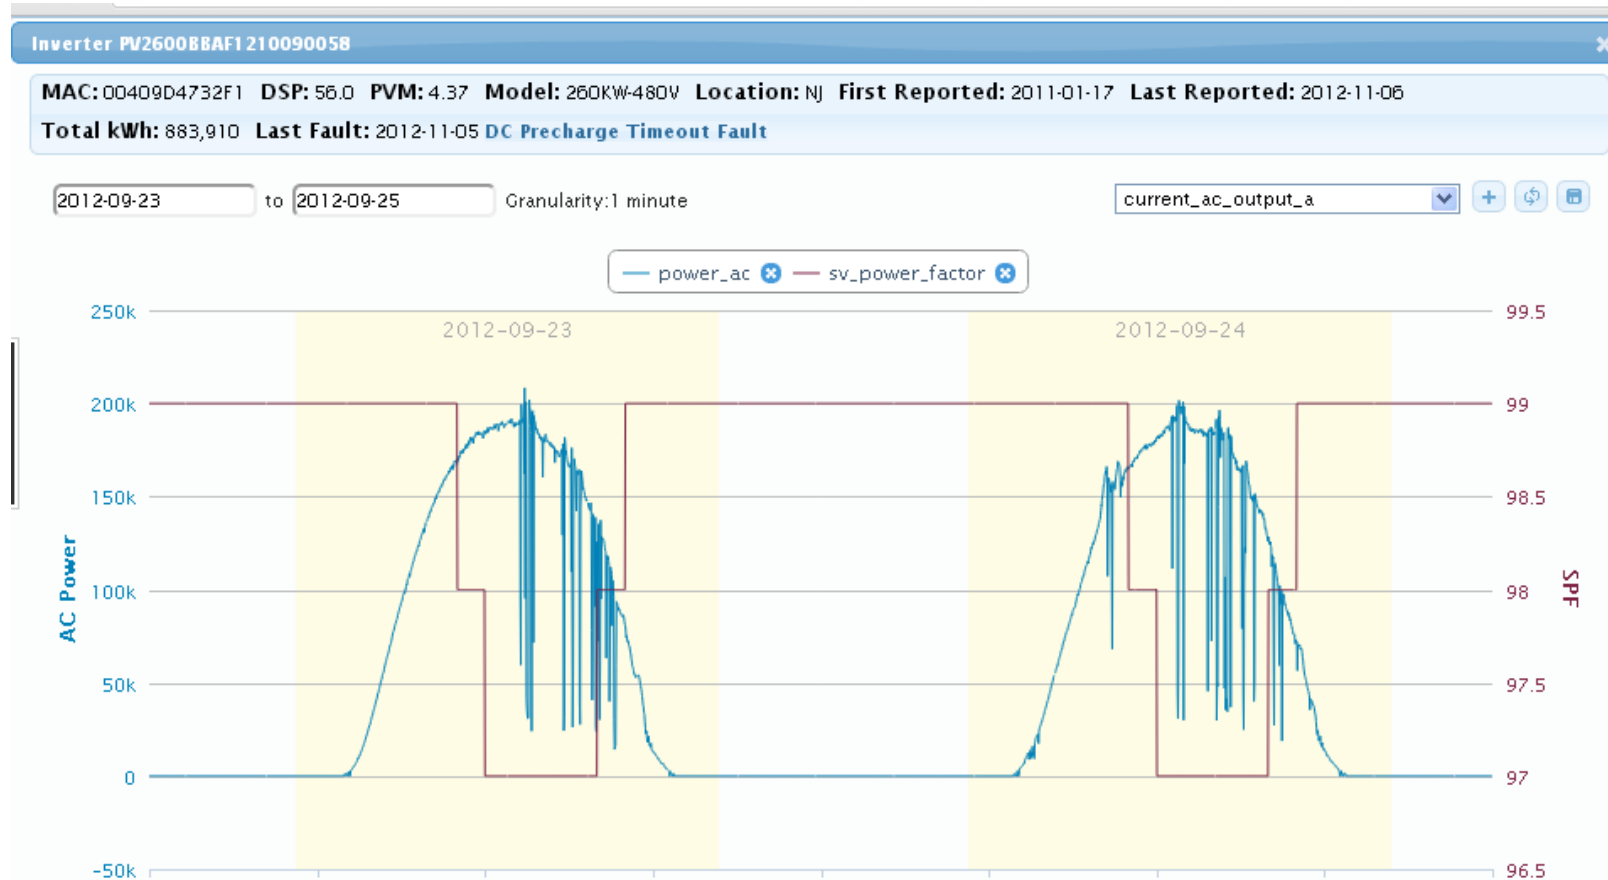 Inverter PV2600BBAF1210090058
MAC: 00409D4732F1 DSP: 56.0 PVM: 4.37 Model: 260KW-480V Location: NJ First Reported: 2011-01-17 Last Reported: 2012-11-06
Total kWh: 883,910 Last Fault: 2012-11-05 DC Precharge Timeout Fault
2012-09-23 to 2012-09-25 Granularity:1 minute current_ac_output_a
power_ac sv_power_factor
250k 99.5
2012-09-23 2012-09-24
200k 99
150k 98.5
AC Power
100k 98
SPF
50k 97.5
0 97
-50k 96.5